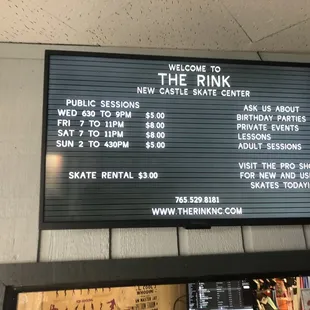 WELCOME TO
THE RINK
NEW CASTLE SKATE CENTER
PUBLIC SESSIONS
WED 630 TO 9PM $5.00
FRI 7 TO 11PM $8.00
SAT 7 TO 11PM $8.00
SUN 2 TO 430PM $5.00
SKATE RENTAL $3.00
ASK US ABOUT
BIRTHDAY PARTIES
PRIVATE EVENTS
LESSONS
ADULT SESSIONS
VISIT THE PRO SHO
FOR NEW AND USE
SKATES TODAY!
765.529.8181
WWW.THERINKNC.COM